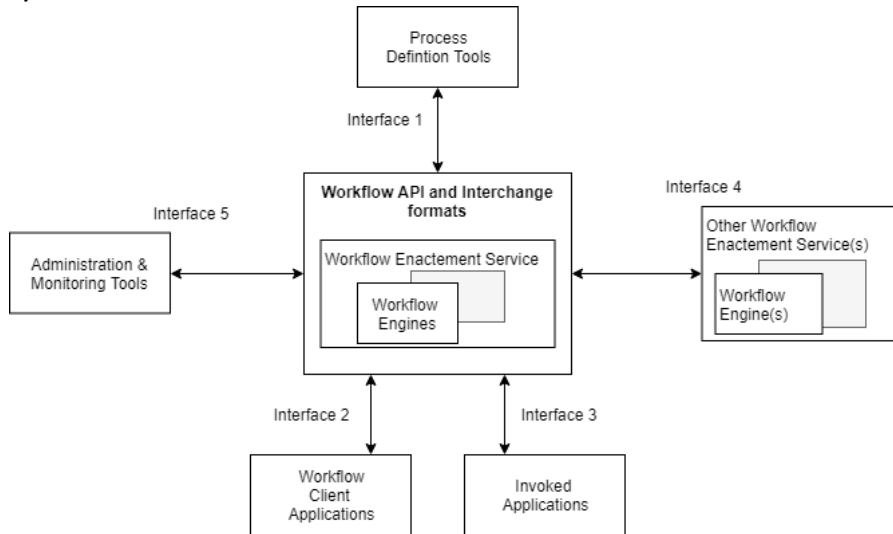 Process
Defintion Tools
Interface 1
Workflow API and Interchange
formats
Interface 4
Interface 5
Other Workflow
Enactement Service(s)
Administration &
Monitoring Tools
Workflow Enactement Service
Workflow
Engines
Workflow
Engine(s)
Interface 2
Interface 3
Workflow
Client
Applications
Invoked
Applications